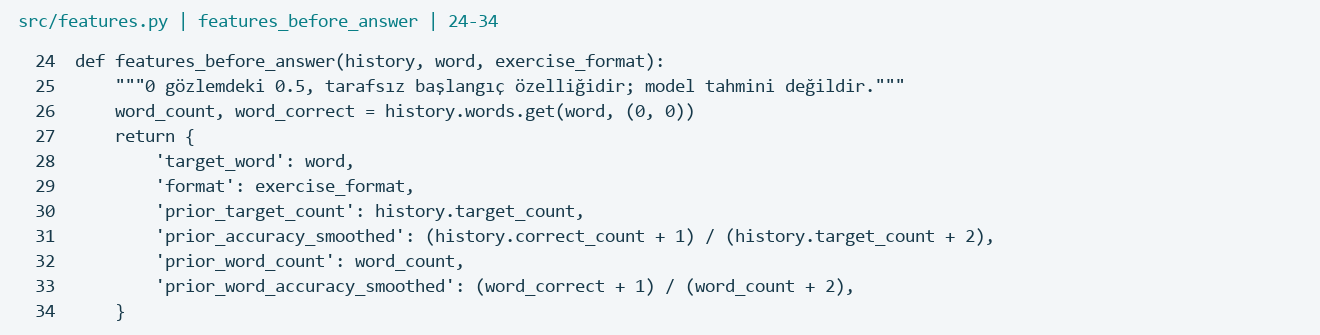 src/features.py | features_before_answer | 24-34
24 def features_before_answer(history, word, exercise_format):
25     """0 gözlemdeki 0.5, tarafsız başlangıç özelliğidir; model tahmini değildir."""
26     word_count, word_correct = history.words.get(word, (0, 0))
27     return {
28         'target_word': word,
29         'format': exercise_format,
30         'prior_target_count': history.target_count,
31         'prior_accuracy_smoothed': (history.correct_count + 1) / (history.target_count + 2),
32         'prior_word_count': word_count,
33         'prior_word_accuracy_smoothed': (word_correct + 1) / (word_count + 2),
34     }